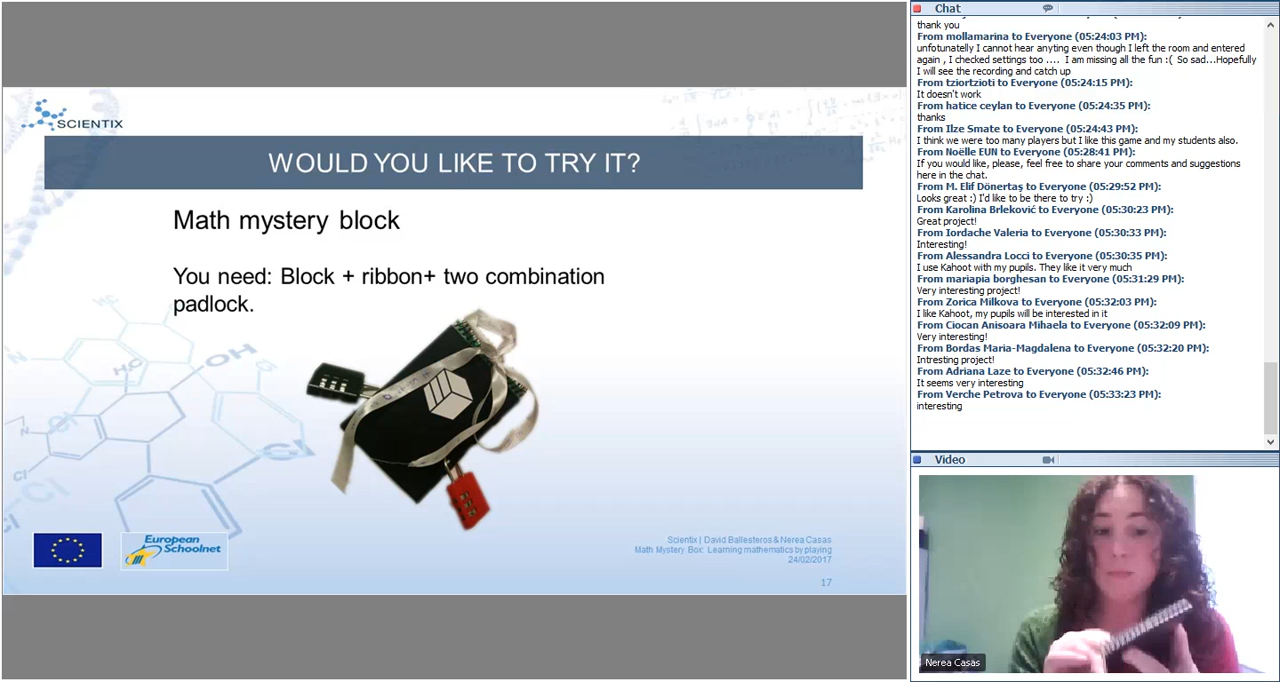 SCIENTIX
WOULD YOU LIKE TO TRY IT?
Math mystery block
You need: Block + ribbon+ two combination
padlock.
OH
H₃C
N
Cl
Cl
N
Cl
Cl
European
Schoolnet
Scientix | David Ballesteros & Nerea Casas
Math Mystery Box: Learning mathematics by playing
24/02/2017
17
Chat
thank you
From mollamarina to Everyone (05:24:03 PM):
unfotunatelly I cannot hear anyting even though I left the room and entered
again , I checked settings too .... I am missing all the fun :( So sad...Hopefully
I will see the recording and catch up
From tziortzioti to Everyone (05:24:15 PM):
It doesn't work
From hatice ceylan to Everyone (05:24:35 PM):
thanks
From Ilze Smate to Everyone (05:24:43 PM):
I think we were too many players but I like this game and my students also.
From Noëlle EUN to Everyone (05:28:41 PM):
If you would like, please, feel free to share your comments and suggestions
here in the chat.
From M. Elif Dönertaş to Everyone (05:29:52 PM):
Looks great :) I'd like to be there to try :)
From Karolina Brleković to Everyone (05:30:23 PM):
Great project!
From Iordache Valeria to Everyone (05:30:33 PM):
Interesting!
From Alessandra Locci to Everyone (05:30:35 PM):
I use Kahoot with my pupils. They like it very much
From mariapia borghesan to Everyone (05:31:29 PM):
Very interesting project!
From Zorica Milkova to Everyone (05:32:03 PM):
I like Kahoot, my pupils will be interested in it
From Ciocan Anisoara Mihaela to Everyone (05:32:09 PM):
Very interesting!
From Bordas Maria-Magdalena to Everyone (05:32:20 PM):
Intresting project!
From Adriana Laze to Everyone (05:32:46 PM):
It seems very interesting
From Verche Petrova to Everyone (05:33:23 PM):
interesting
Video
Nerea Casas